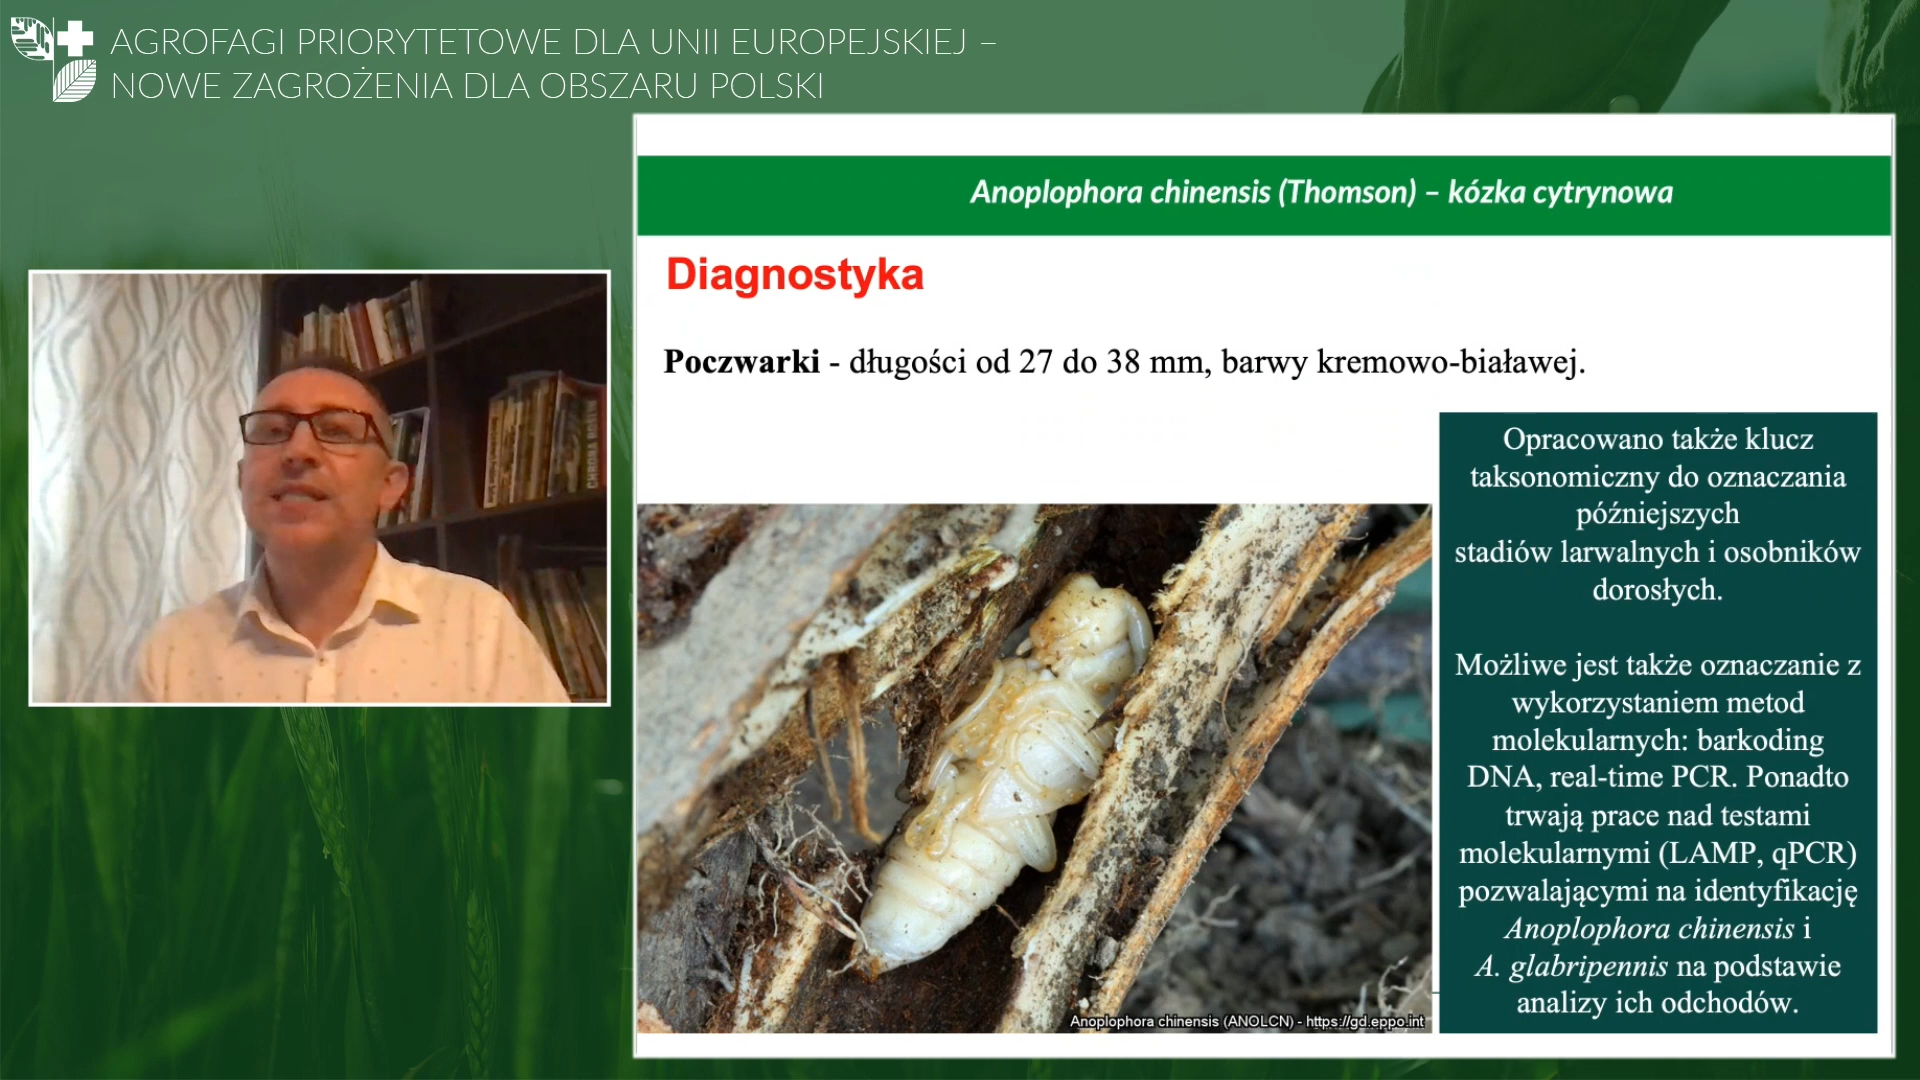 AGROFAGI PRIORYTETOWE DLA UNII EUROPEJSKIEJ –
NOWE ZAGROŻENIA DLA OBSZARU POLSKI
Anoplophora chinensis (Thomson) – kózka cytrynowa
Diagnostyka
Poczwarki - długości od 27 do 38 mm, barwy kremowo-białawej.
Opracowano także klucz
taksonomiczny do oznaczania
późniejszych
stadiów larwalnych i osobników
dorosłych.
Możliwe jest także oznaczanie z
wykorzystaniem metod
molekularnych: barkoding
DNA, real-time PCR. Ponadto
trwają prace nad testami
molekularnymi (LAMP, qPCR)
pozwalającymi na identyfikację
Anoplophora chinensis i
A. glabripennis na podstawie
analizy ich odchodów.
Anoplophora chinensis (ANOLCN) - https://gd.eppo.int
CHROBA ROŚLIN